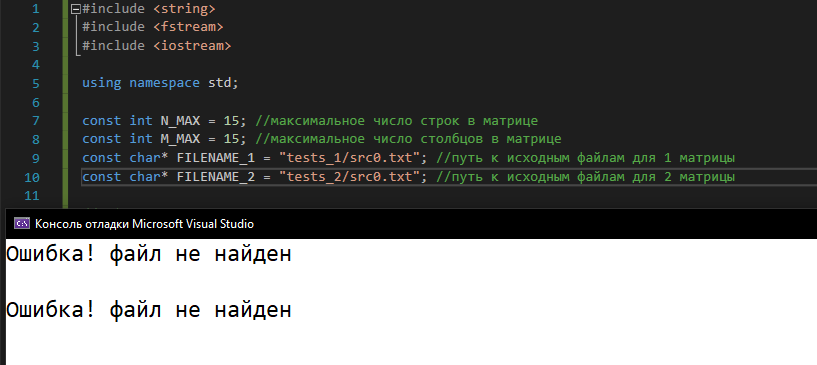 1 #include <string>
2 #include <fstream>
3 #include <iostream>
4
5 using namespace std;
6
7 const int N_MAX = 15; //максимальное число строк в матрице
8 const int M_MAX = 15; //максимальное число столбцов в матрице
9 const char* FILENAME_1 = "tests_1/src0.txt"; //путь к исходным файлам для 1 матрицы
10 const char* FILENAME_2 = "tests_2/src0.txt"; //путь к исходным файлам для 2 матрицы
11
Консоль отладки Microsoft Visual Studio
Ошибка! файл не найден
Ошибка! файл не найден